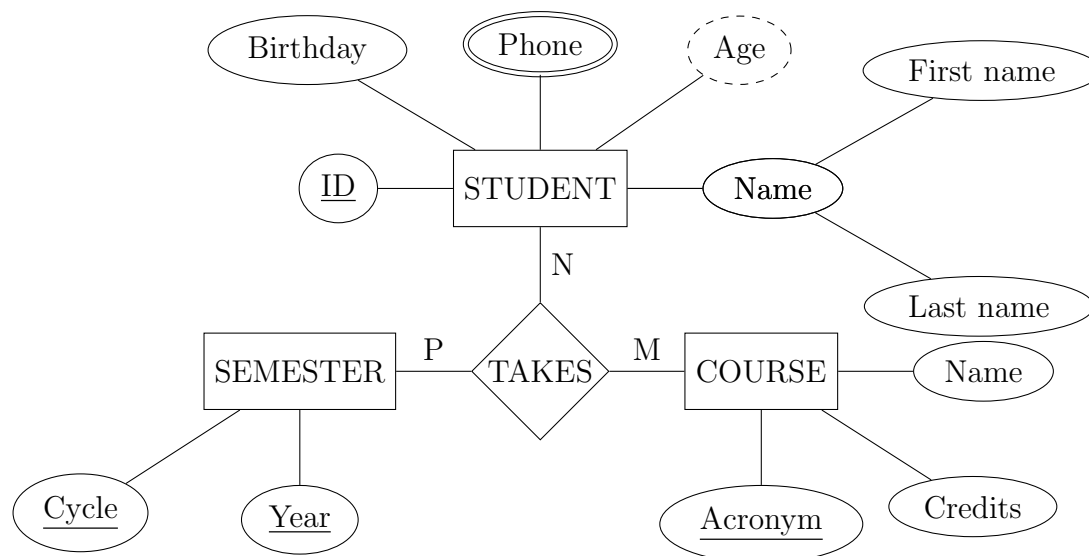 Birthday
Phone
Age
First name
ID
STUDENT
Name
Last name
N
SEMESTER
P
TAKES
M
COURSE
Name
Cycle
Year
Acronym
Credits